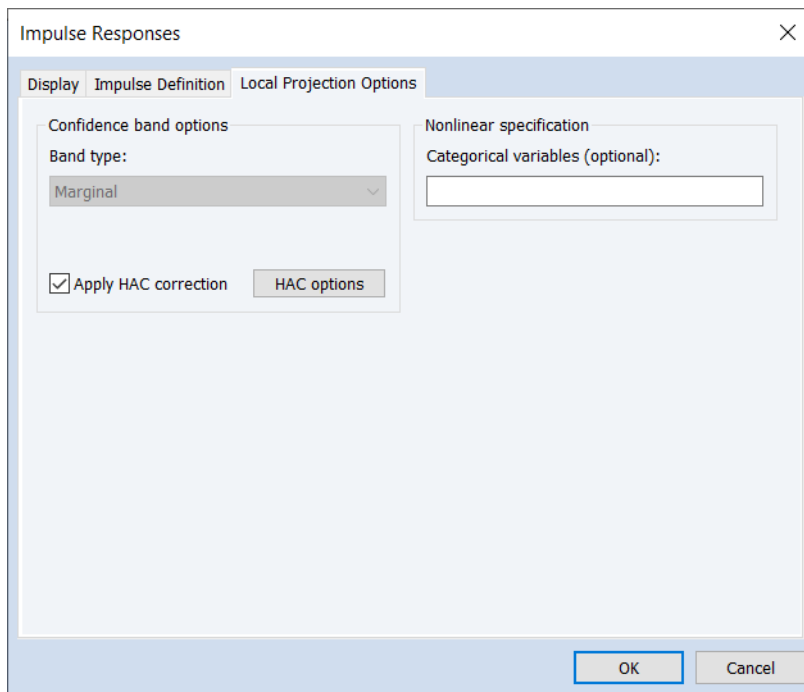 Impulse Responses
Display Impulse Definition Local Projection Options
Confidence band options
Band type:
Marginal
Apply HAC correction HAC options
Nonlinear specification
Categorical variables (optional):
OK Cancel